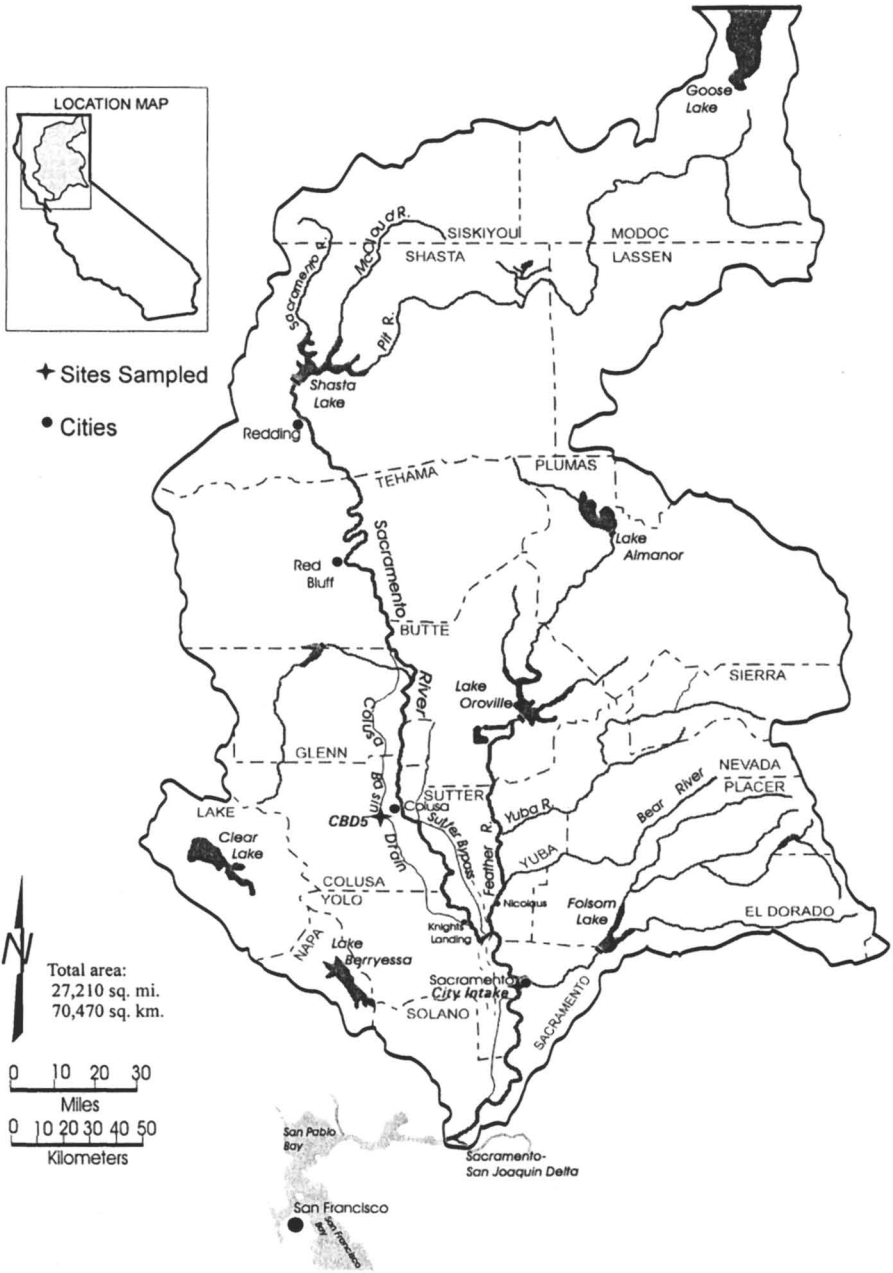 Goose
Lake
LOCATION MAP
Sacramento R.
McCloud R.
SISKIYOU
MODOC
SHASTA
LASSEN
Pit R.
Sites Sampled
Shasta
Lake
Cities
Redding
TEHAMA
PLUMAS
Sacramento
River
Lake
Almanor
Red
Bluff
BUTTE
Lake
Oroville
SIERRA
Colusa Basin Drain
GLENN
NEVADA
PLACER
SUTTER
Yuba R.
Bear River
LAKE
Colusa
CBD5
Sutter Bypass
Feather R.
Clear
Lake
YUBA
COLUSA
YOLO
Nicolaus
Folsom
Lake
EL DORADO
Knights
Landing
N
NAPA
Lake
Berryessa
Total area:
27,210 sq. mi.
70,470 sq. km.
Sacramento
City Intake
SACRAMENTO
SOLANO
0 10 20 30
Miles
0 10 20 30 40 50
Kilometers
San Pablo
Bay
Sacramento-
San Joaquin Delta
San Francisco
San Francisco
Bay